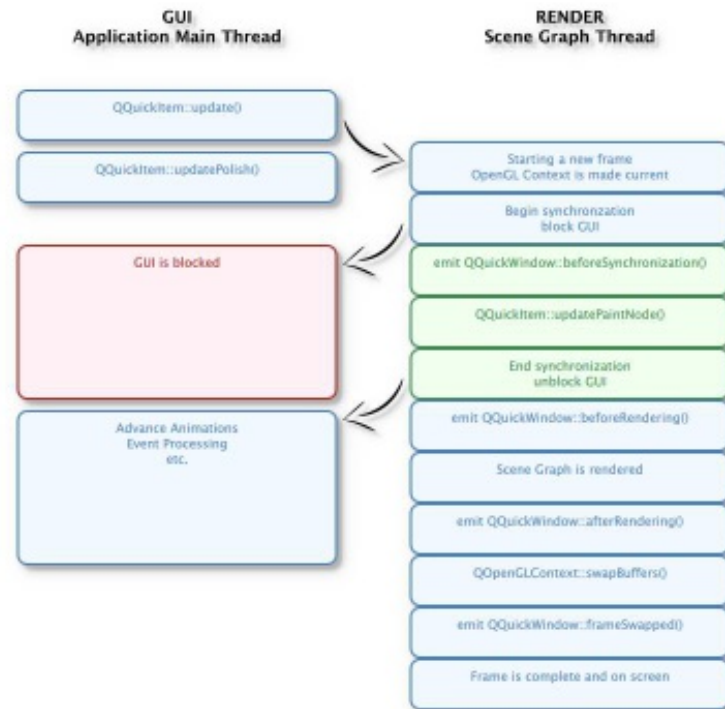 GUI
Application Main Thread
QQuickItem::update()
QQuickItem::updatePolish()
GUI is blocked
Advance Animations
Event Processing
etc.
RENDER
Scene Graph Thread
Starting a new frame
OpenGL Context is made current
Begin synchronzation
block GUI
emit QQuickWindow::beforeSynchronization()
QQuickItem::updatePaintNode()
End synchronization
unblock GUI
emit QQuickWindow::beforeRendering()
Scene Graph is rendered
emit QQuickWindow::afterRendering()
QOpenGLContext::swapBuffers()
emit QQuickWindow::frameSwapped()
Frame is complete and on screen